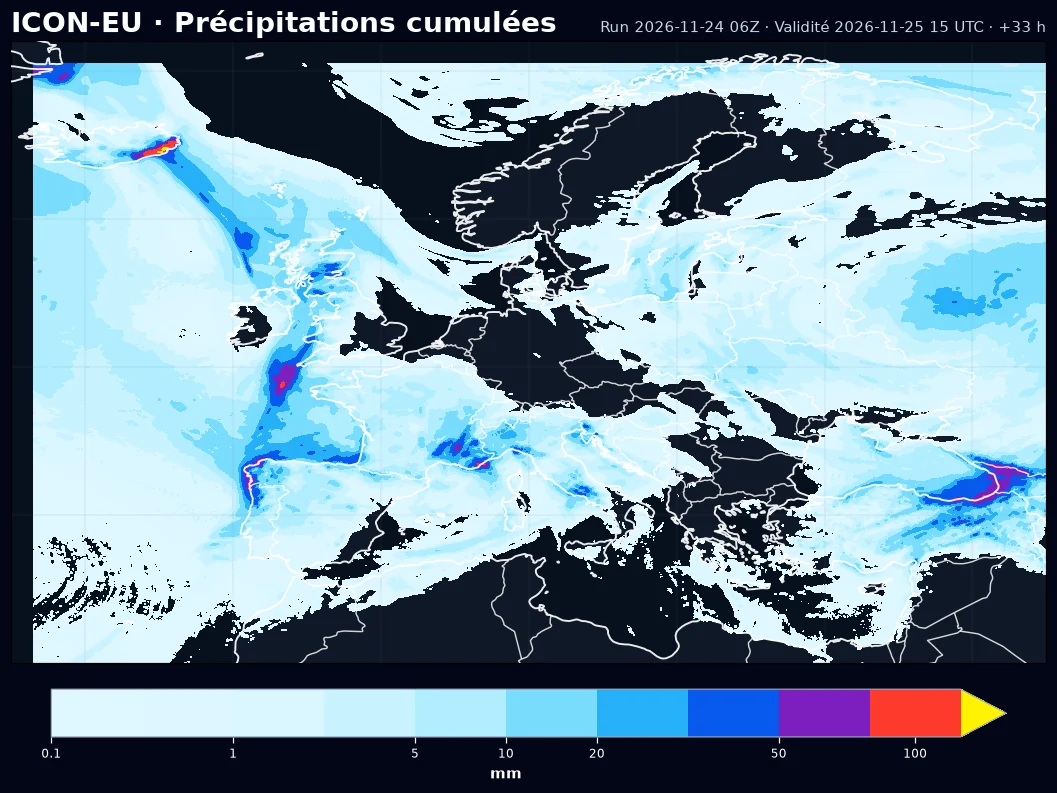 ICON-EU · Précipitations cumulées
Run 2026-11-24 06Z · Validité 2026-11-25 15 UTC · +33 h
0.1 1 5 10 20 50 100
mm